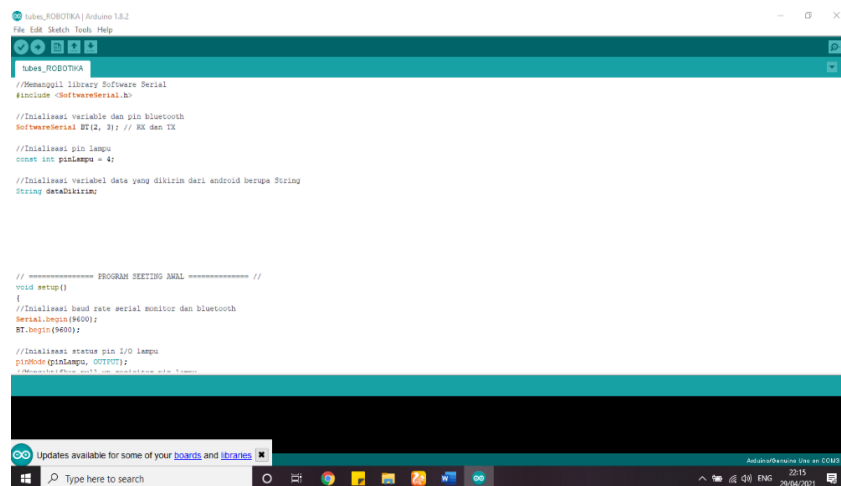 tubes_ROBOTIKA | Arduino 1.8.2
File Edit Sketch Tools Help
tubes_ROBOTIKA
//Memanggil library Software Serial
#include <SoftwareSerial.h>
//Inialisasi variable dan pin bluetooth
SoftwareSerial BT(2, 3); // RX dan TX
//Inialisasi pin lampu
const int pinLampu = 4;
//Inialisasi variabel data yang dikirim dari android berupa String
String dataDikirim;
// =============== PROGRAM SEETING AWAL ============== //
void setup()
{
//Inialisasi baud rate serial monitor dan bluetooth
Serial.begin(9600);
BT.begin(9600);
//Inialisasi status pin I/O lampu
pinMode(pinLampu, OUTPUT);
Updates available for some of your boards and libraries
Arduino/Genuino Uno on COM3
Type here to search
ENG
22:15
29/04/2021